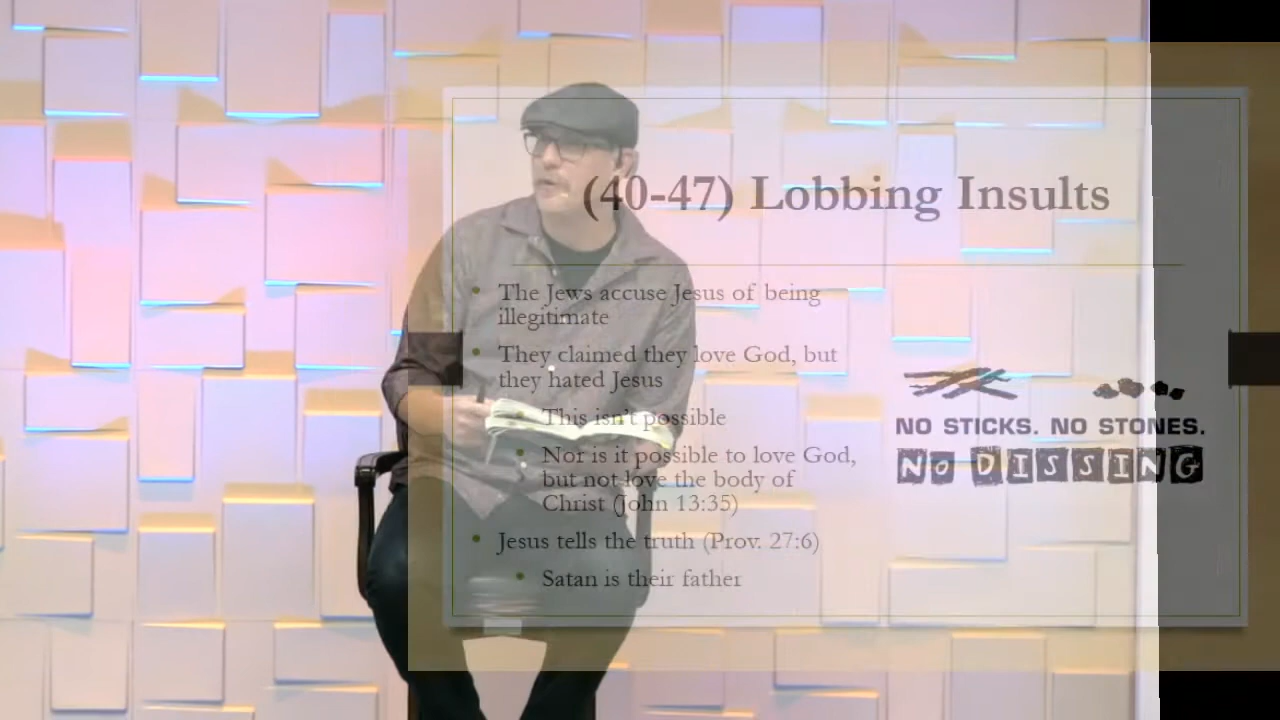 (40-47) Lobbing Insults
The Jews accuse Jesus of being
illegitimate
They claimed they love God, but
they hated Jesus
This isn't possible
Nor is it possible to love God,
but not love the body of
Christ (John 13:35)
Jesus tells the truth (Prov. 27:6)
Satan is their father
NO STICKS. NO STONES.
NO DISSING